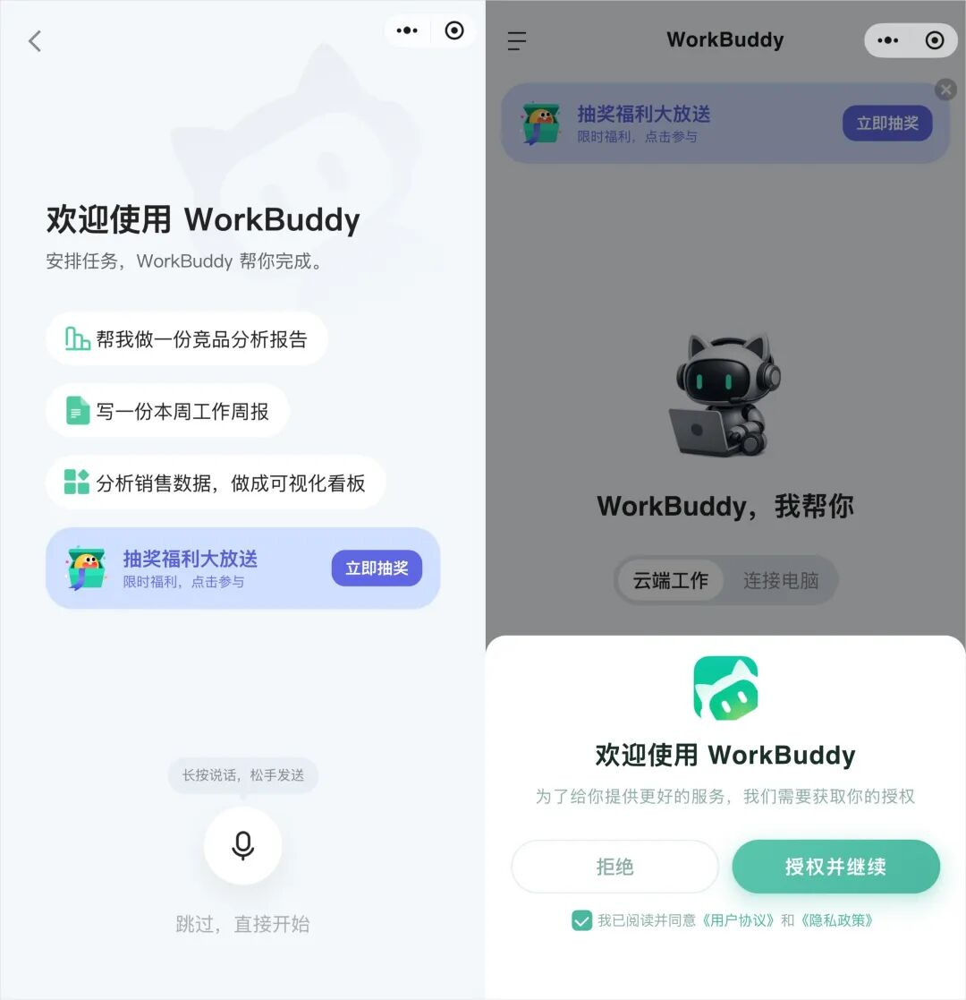 欢迎使用 WorkBuddy
安排任务，WorkBuddy 帮你完成。
帮我做一份竞品分析报告
写一份本周工作周报
分析销售数据，做成可视化看板
抽奖福利大放送
限时福利，点击参与
立即抽奖
长按说话，松手发送
跳过，直接开始
WorkBuddy
抽奖福利大放送
限时福利，点击参与
立即抽奖
WorkBuddy，我帮你
云端工作
连接电脑
欢迎使用 WorkBuddy
为了给你提供更好的服务，我们需要获取你的授权
拒绝
授权并继续
我已阅读并同意《用户协议》和《隐私政策》